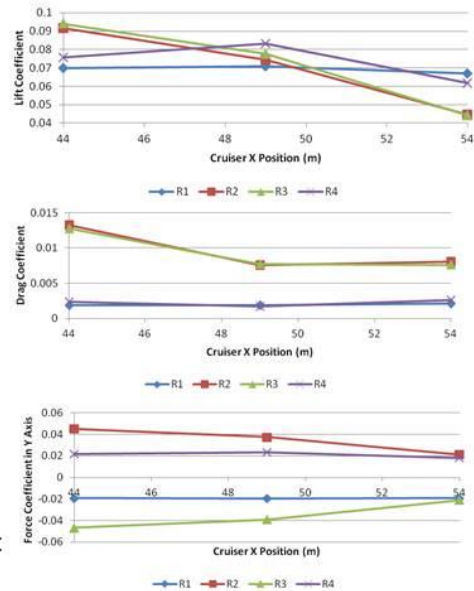 0.1
0.09
0.08
0.07
0.06
0.05
0.04
Lift Coefficient
44 46 48 50 52 54
Cruiser X Position (m)
R1 R2 R3 R4
0.015
0.01
0.005
0
Drag Coefficient
44 46 48 50 52 54
Cruiser X Position (m)
R1 R2 R3 R4
0.06
0.04
0.02
0
-0.02
-0.04
-0.06
Force Coefficient in Y Axis
44 46 48 50 52 54
Cruiser X Position (m)
R1 R2 R3 R4